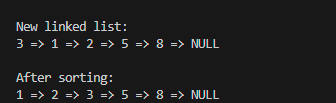 New linked list:
3 => 1 => 2 => 5 => 8 => NULL
After sorting:
1 => 2 => 3 => 5 => 8 => NULL